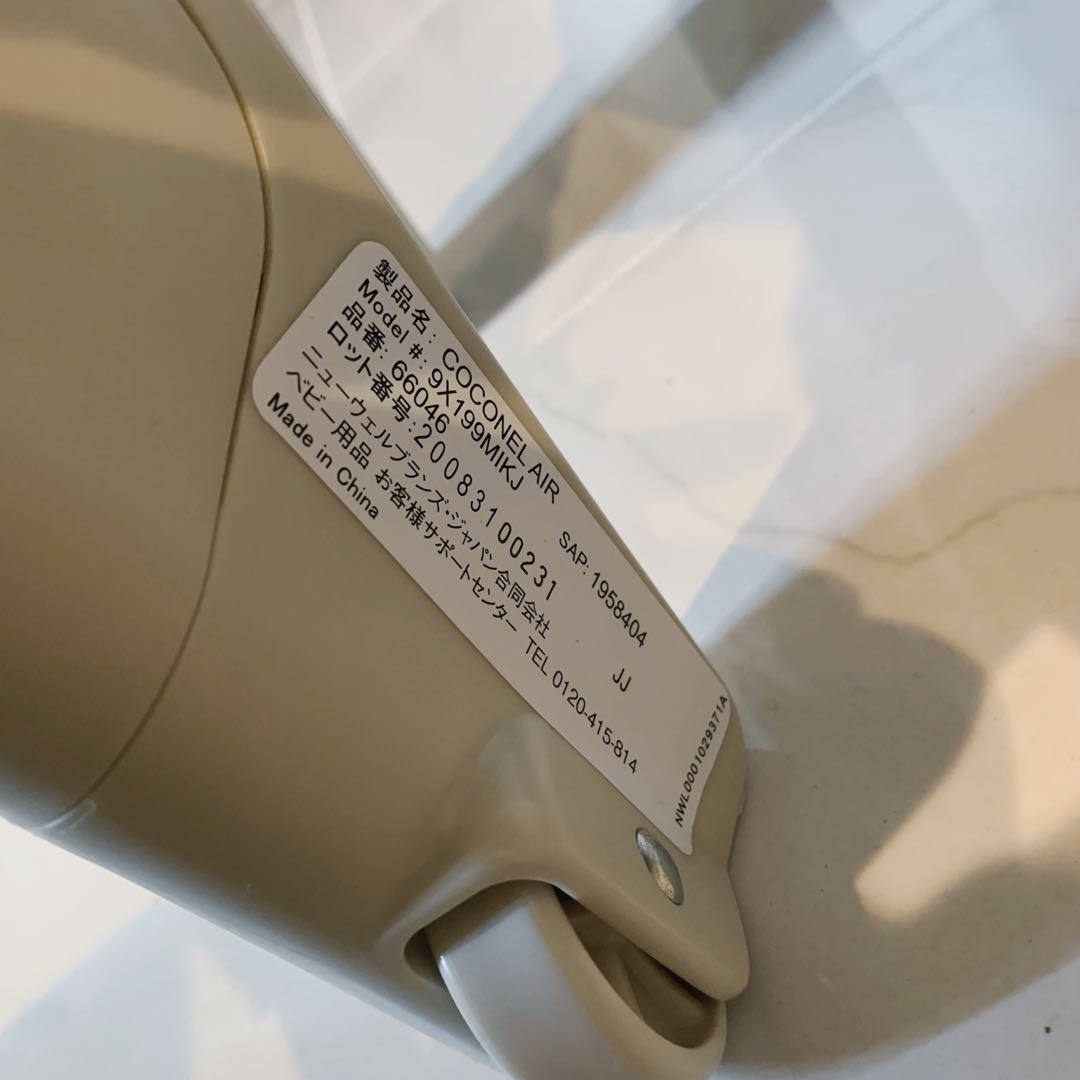 製品名: COCONEL AIR
Model #: 9X199MIKJ SAP: 1958404
品番: 66046
ロット番号:20083100231 JJ
ニューウェルブランズ・ジャパン合同会社
ベビー用品 お客様サポートセンター TEL 0120-415-814
Made in China
NWL0001029371A